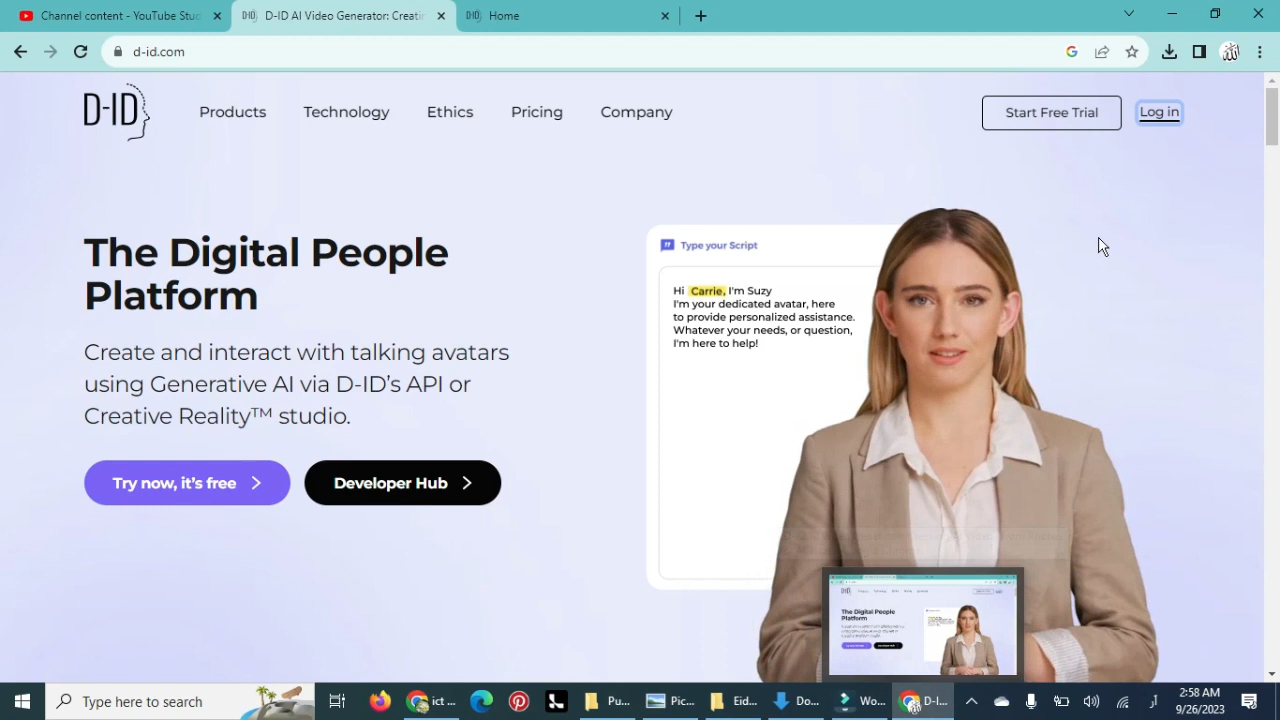 Channel content - YouTube Stu
D-ID AI Video Generator: Creatin
Home
d-id.com
D-ID
Products
Technology
Ethics
Pricing
Company
Start Free Trial
Log in
The Digital People
Platform
Create and interact with talking avatars
using Generative AI via D-ID's API or
Creative Reality™ studio.
Try now, it's free
Developer Hub
Type your Script
Hi Carrie, I'm Suzy
I'm your dedicated avatar, here
to provide personalized assistance.
Whatever your needs, or question,
I'm here to help!
The Digital People
Platform
Type here to search
ict ...
Pu...
Pic...
Eid...
Do...
Wo...
D-I...
2:58 AM
9/26/2023